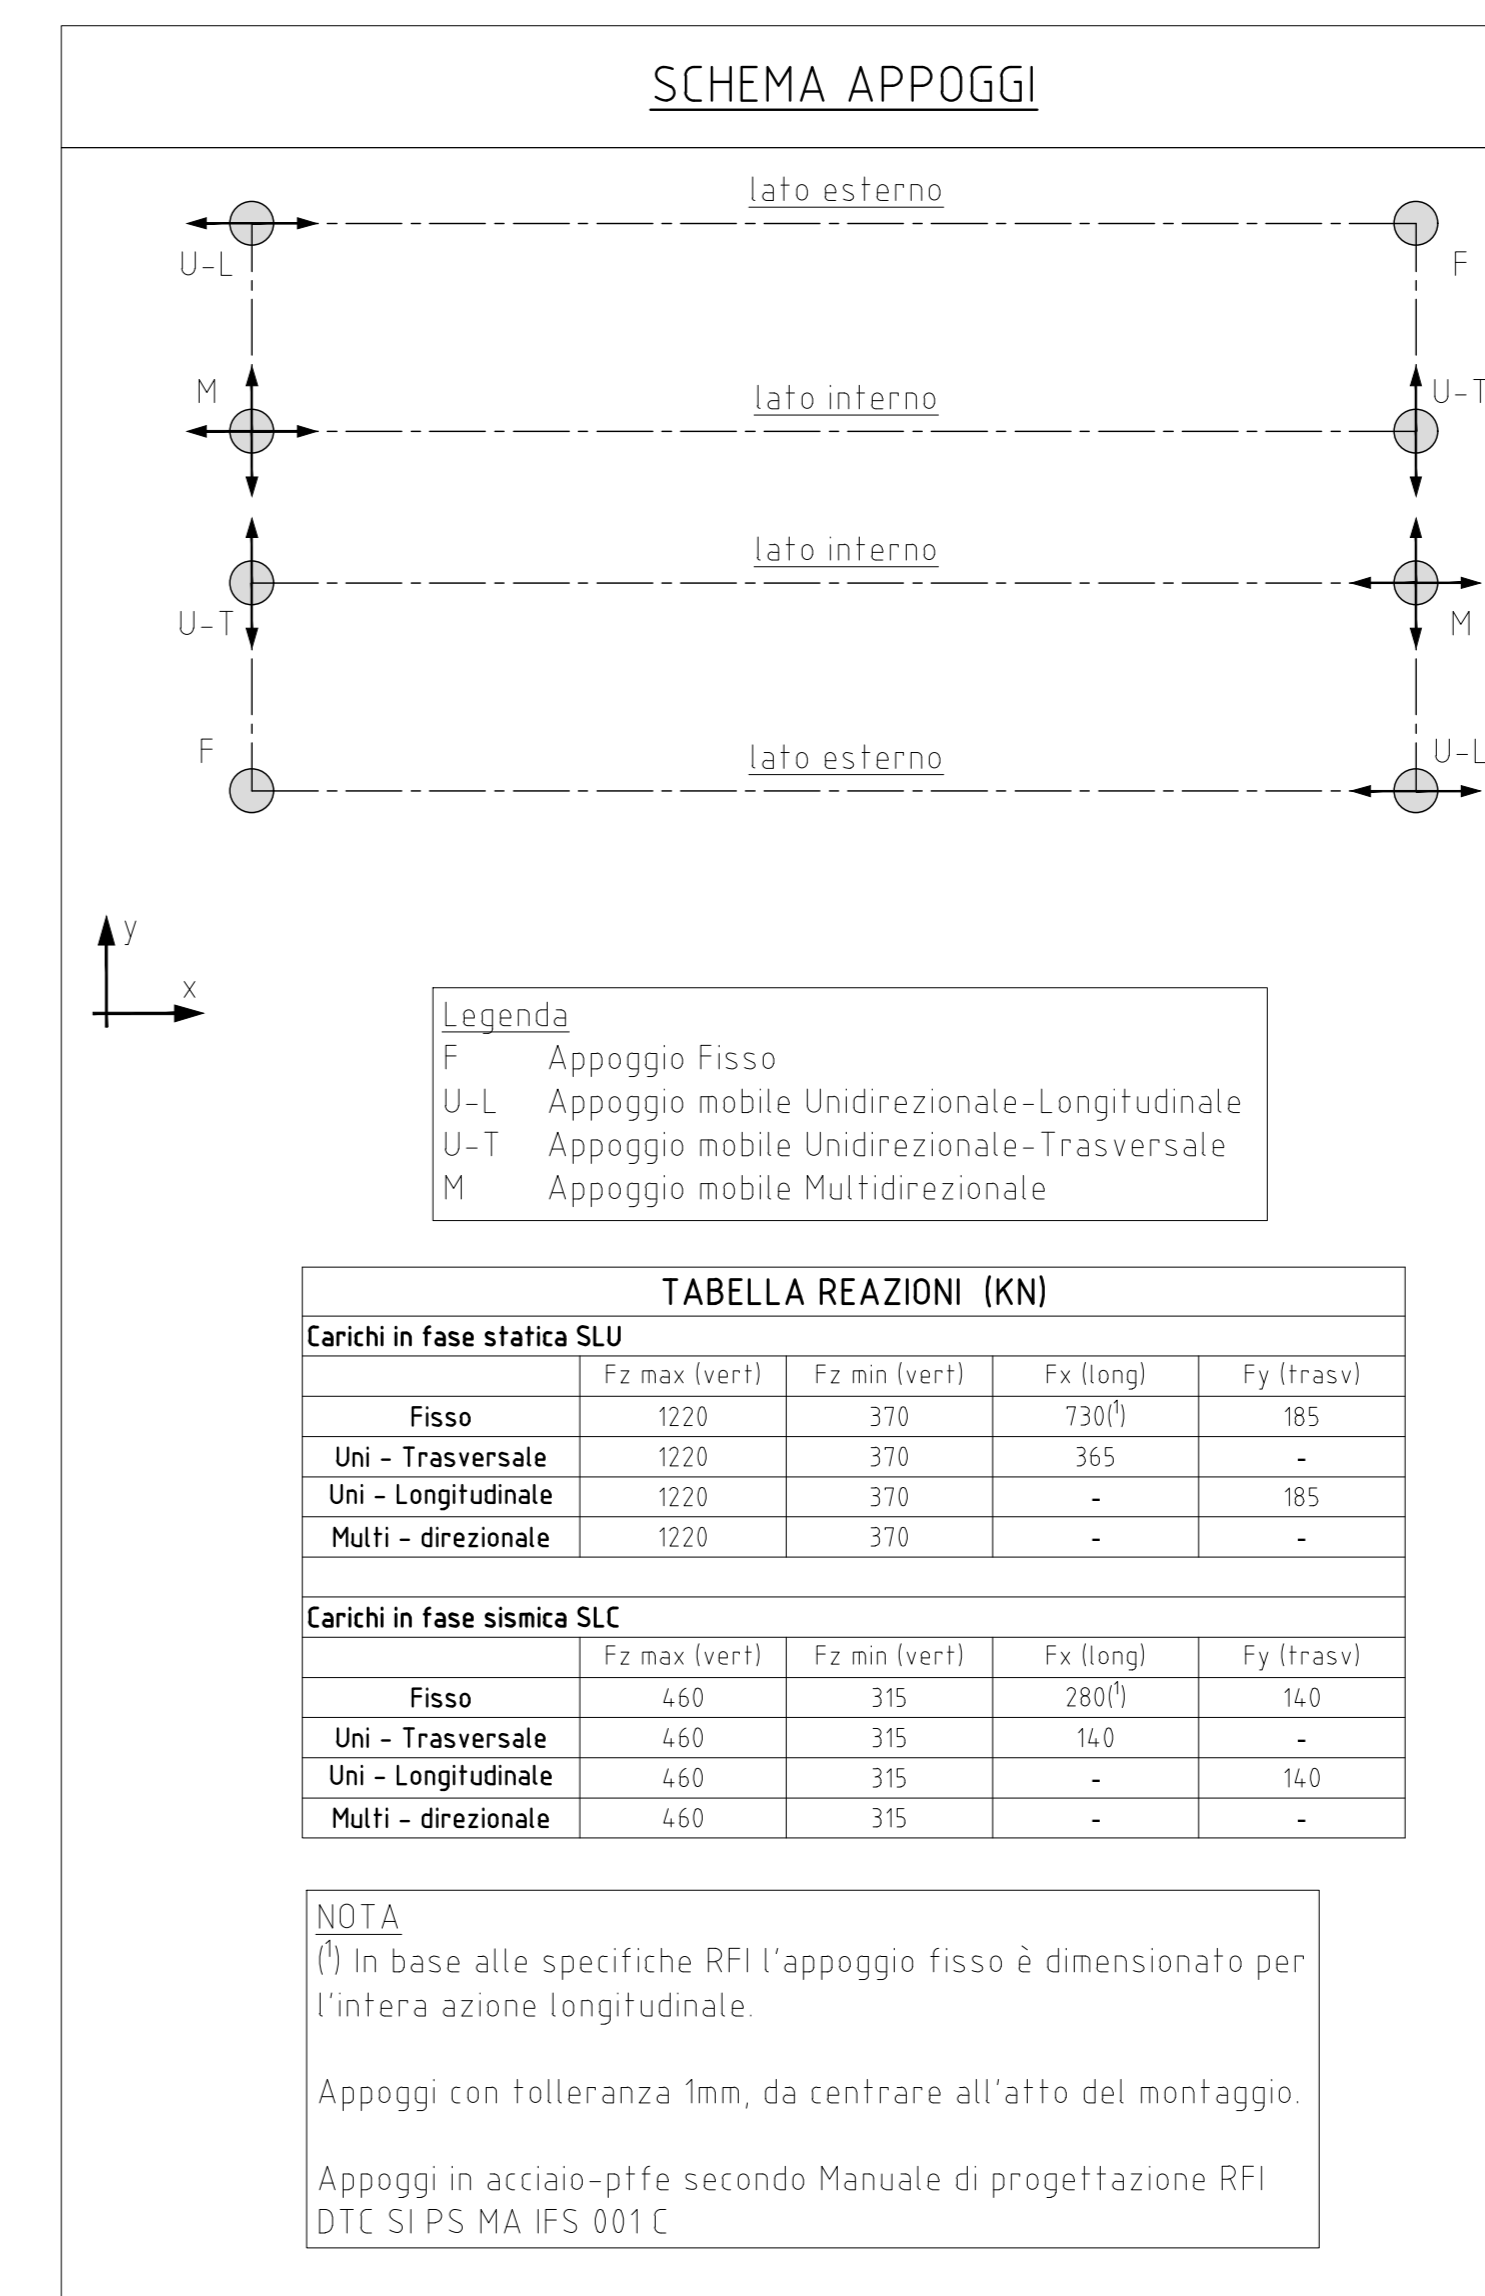 SCHEMA APPOGGI
lato esterno
U-L
F
M
lato interno
U-T
lato interno
U-T
M
F
lato esterno
U-L
y
x
Legenda
F Appoggio Fisso
U-L Appoggio mobile Unidirezionale-Longitudinale
U-T Appoggio mobile Unidirezionale-Trasversale
M Appoggio mobile Multidirezionale
TABELLA REAZIONI (KN)
Carichi in fase statica SLU
Fz max (vert) Fz min (vert) Fx (long) Fy (trasv)
Fisso 1220 370 730(¹) 185
Uni - Trasversale 1220 370 365 -
Uni - Longitudinale 1220 370 - 185
Multi - direzionale 1220 370 - -
Carichi in fase sismica SLC
Fz max (vert) Fz min (vert) Fx (long) Fy (trasv)
Fisso 460 315 280(¹) 140
Uni - Trasversale 460 315 140 -
Uni - Longitudinale 460 315 - 140
Multi - direzionale 460 315 - -
NOTA
(¹) In base alle specifiche RFI l'appoggio fisso è dimensionato per
l'intera azione longitudinale.
Appoggi con tolleranza 1mm, da centrare all'atto del montaggio.
Appoggi in acciaio-ptfe secondo Manuale di progettazione RFI
DTC SI PS MA IFS 001 C